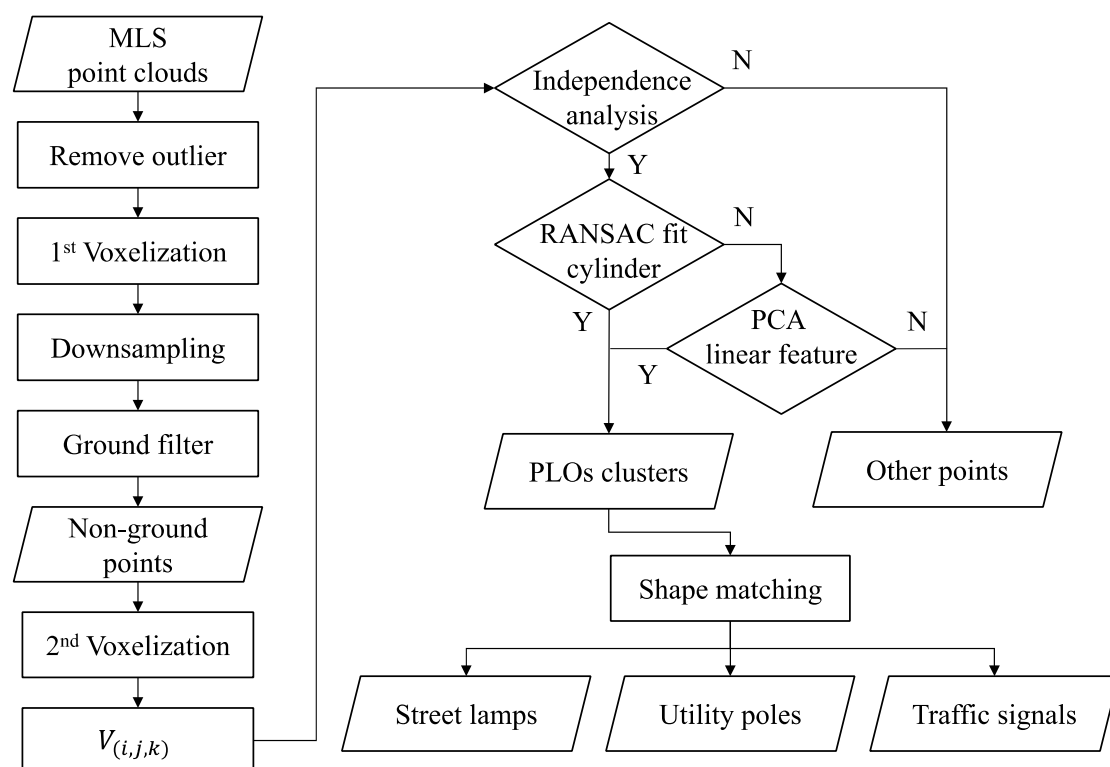 MLS
point clouds
Remove outlier
1st Voxelization
Downsampling
Ground filter
Non-ground
points
2nd Voxelization
V(i,j,k)
Independence
analysis
N
Y
RANSAC fit
cylinder
N
Y
PCA
linear feature
N
Y
PLOs clusters
Other points
Shape matching
Street lamps
Utility poles
Traffic signals